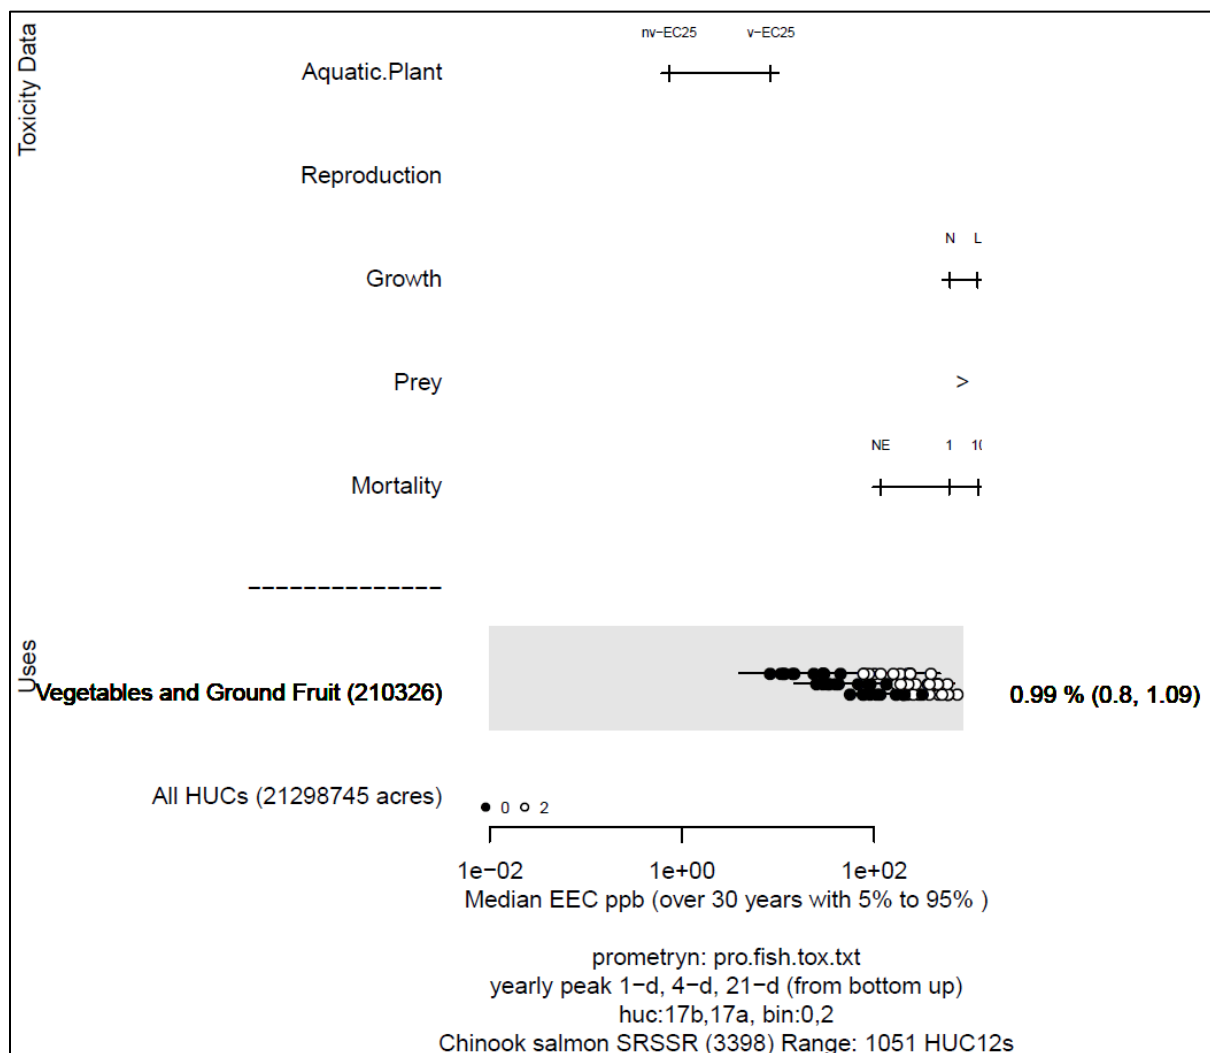 Toxicity Data
nv−EC25 v−EC25
Aquatic.Plant
Reproduction
N L
Growth
Prey
>
NE 1 10
Mortality
−−−−−−−−−−−−−−
Uses
Vegetables and Ground Fruit (210326)
0.99 % (0.8, 1.09)
All HUCs (21298745 acres)
0 2
1e−02 1e+00 1e+02
Median EEC ppb (over 30 years with 5% to 95% )
prometryn: pro.fish.tox.txt
yearly peak 1−d, 4−d, 21−d (from bottom up)
huc:17b,17a, bin:0,2
Chinook salmon SRSSR (3398) Range: 1051 HUC12s